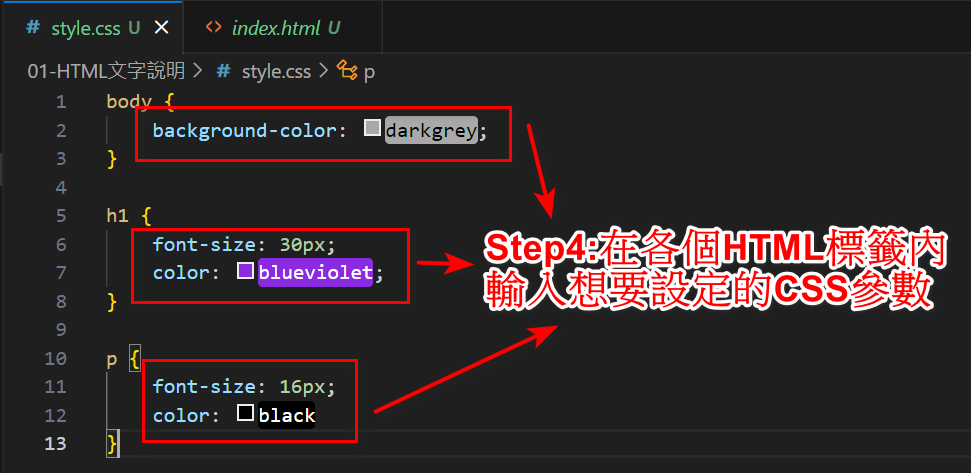 # style.css U × <> index.html U
01-HTML文字說明 > # style.css > p
1 body {
2 background-color: darkgrey;
3 }
4
5 h1 {
6 font-size: 30px;
7 color: blueviolet;
8 }
9
10 p {
11 font-size: 16px;
12 color: black
13 }
Step4:在各個HTML標籤內
輸入想要設定的CSS參數